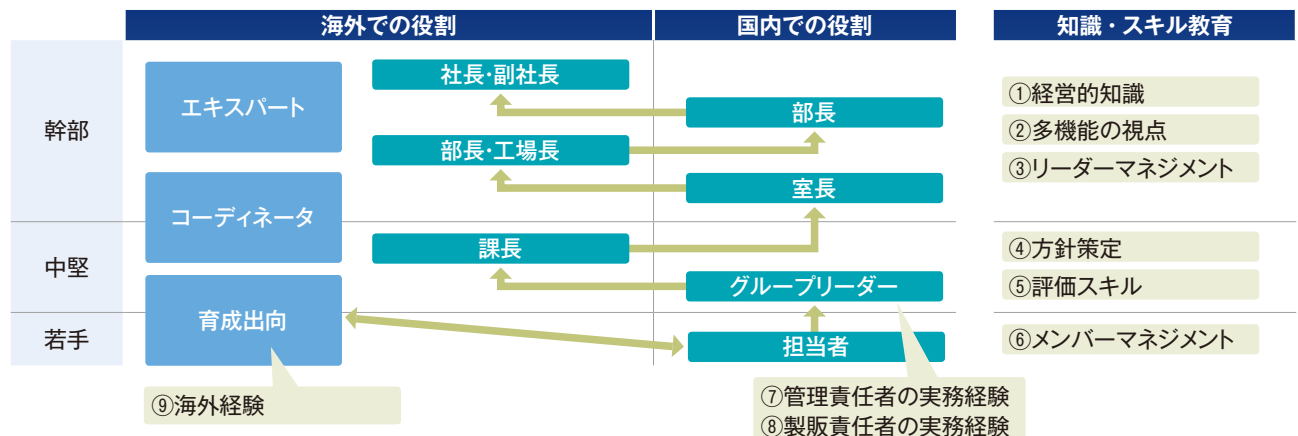 海外での役割
国内での役割
知識・スキル教育
幹部
エキスパート
社長・副社長
部長
部長・工場長
室長
コーディネータ
①経営的知識
②多機能の視点
③リーダーマネジメント
中堅
課長
グループリーダー
④方針策定
⑤評価スキル
若手
育成出向
担当者
⑥メンバーマネジメント
⑨海外経験
⑦管理責任者の実務経験
⑧製販責任者の実務経験